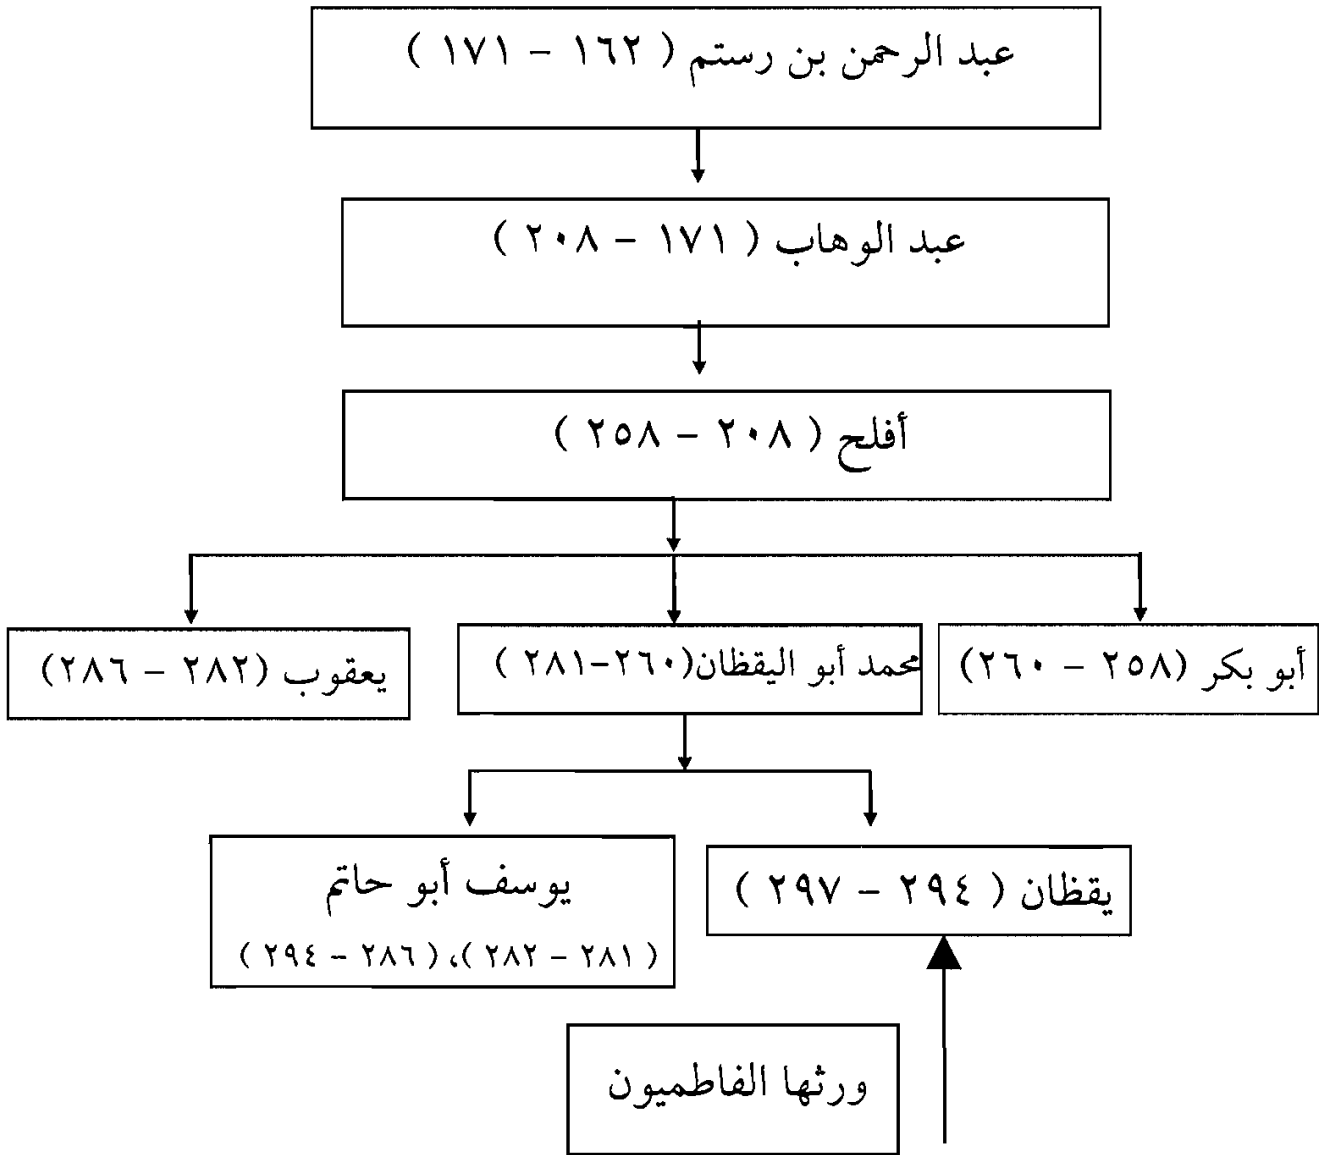 عبد الرحمن بن رستم ( ١٦٢ – ١٧١ )
عبد الوهاب ( ١٧١ – ٢٠٨ )
أفلح ( ٢٠٨ – ٢٥٨ )
أبو بكر (٢٥٨ – ٢٦٠)
محمد أبو اليقظان(٢٦٠-٢٨١ )
يعقوب (٢٨٢ – ٢٨٦)
يقظان ( ٢٩٤ – ٢٩٧ )
يوسف أبو حاتم
( ٢٨١ – ٢٨٢ )،( ٢٨٦ – ٢٩٤ )
ورثها الفاطميون